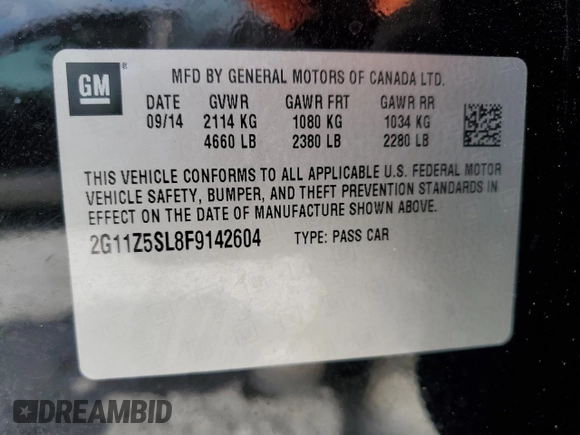 GM ®
MFD BY GENERAL MOTORS OF CANADA LTD.
DATE GVWR GAWR FRT GAWR RR
09/14 2114 KG 1080 KG 1034 KG
4660 LB 2380 LB 2280 LB
THIS VEHICLE CONFORMS TO ALL APPLICABLE U.S. FEDERAL MOTOR
VEHICLE SAFETY, BUMPER, AND THEFT PREVENTION STANDARDS IN
EFFECT ON THE DATE OF MANUFACTURE SHOWN ABOVE.
2G11Z5SL8F9142604 TYPE: PASS CAR
DREAMBID